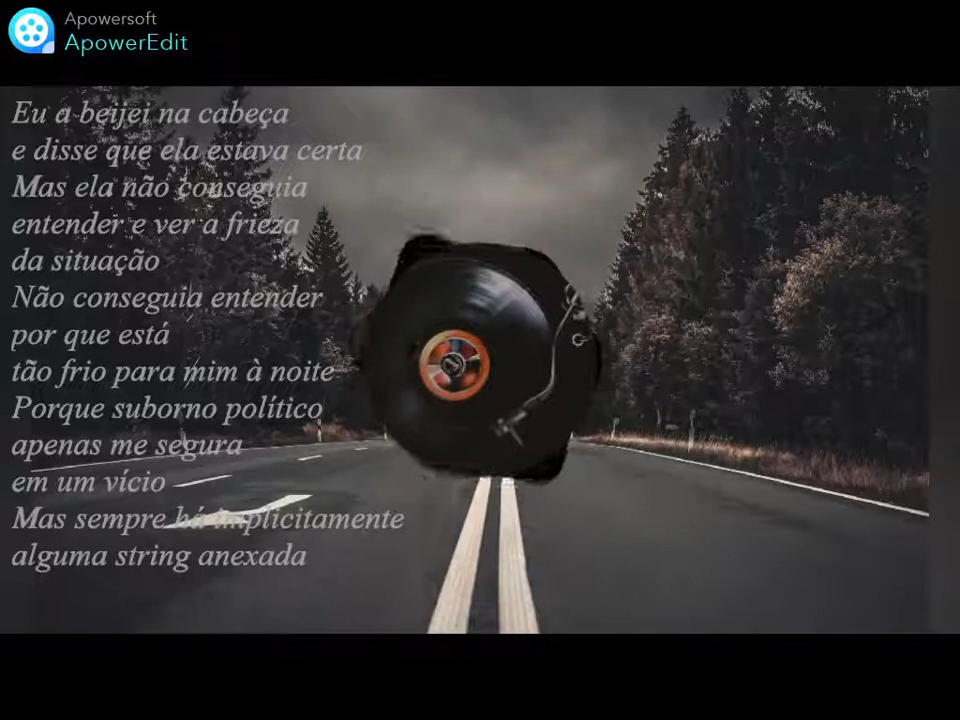 Apowersoft
ApowerEdit
Eu a beijei na cabeça
e disse que ela estava certa
Mas ela não conseguia
entender e ver a frieza
da situação
Não conseguia entender
por que está
tão frio para mim à noite
Porque suborno político
apenas me segura
em um vício
Mas sempre há implicitamente
alguma string anexada